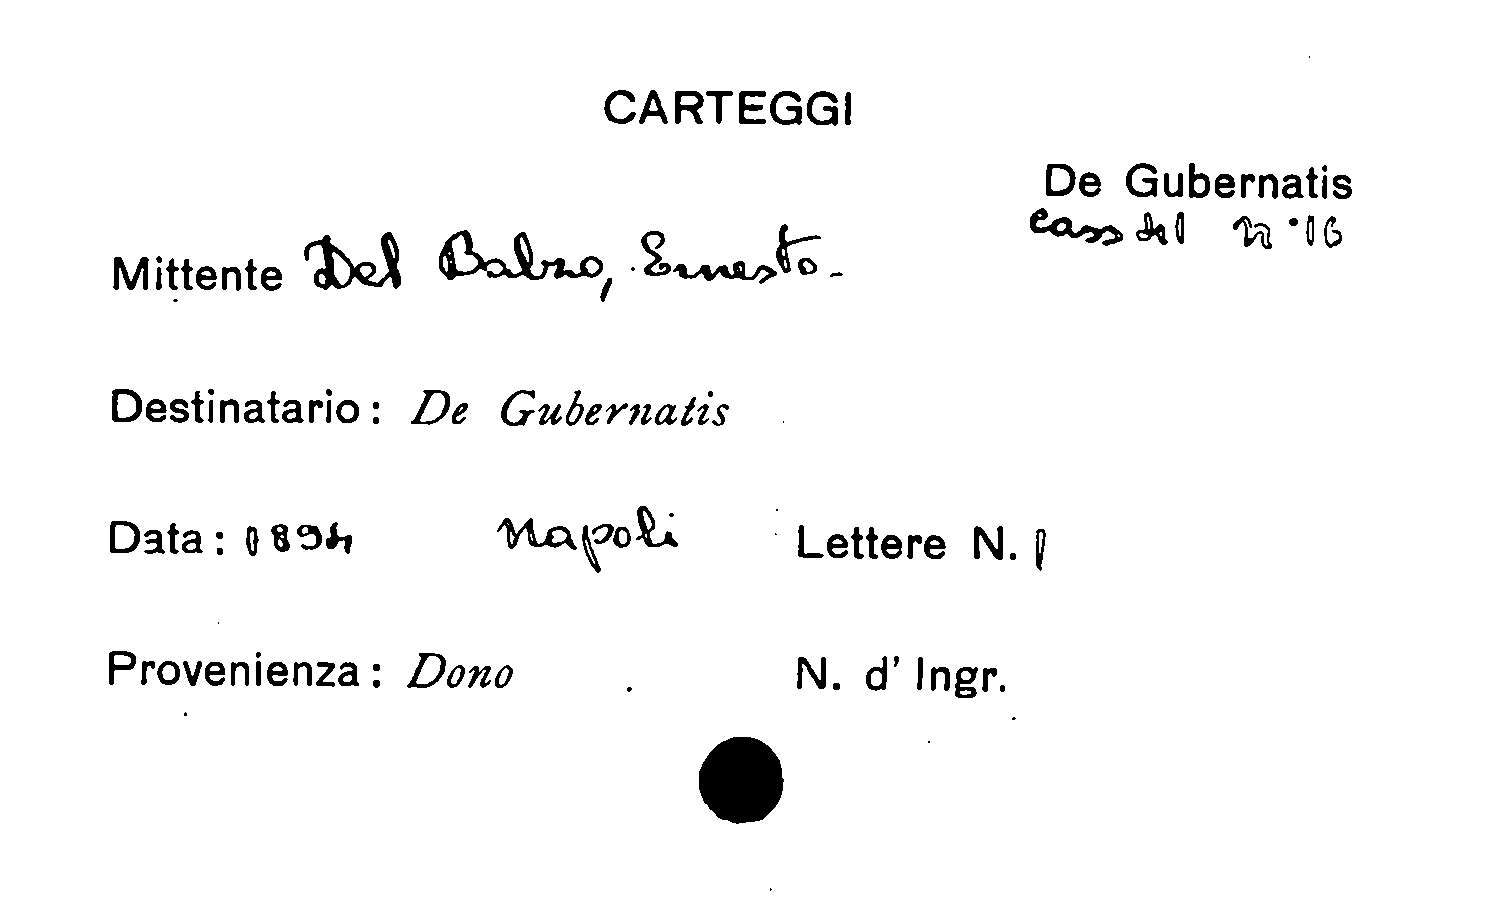 CARTEGGI
De Gubernatis
Cass 41 n° 16
Mittente Del Balzo, Ernesto-
Destinatario: De Gubernatis
Data: 1894 Napoli Lettere N. 1
Provenienza: Dono N. d' Ingr.